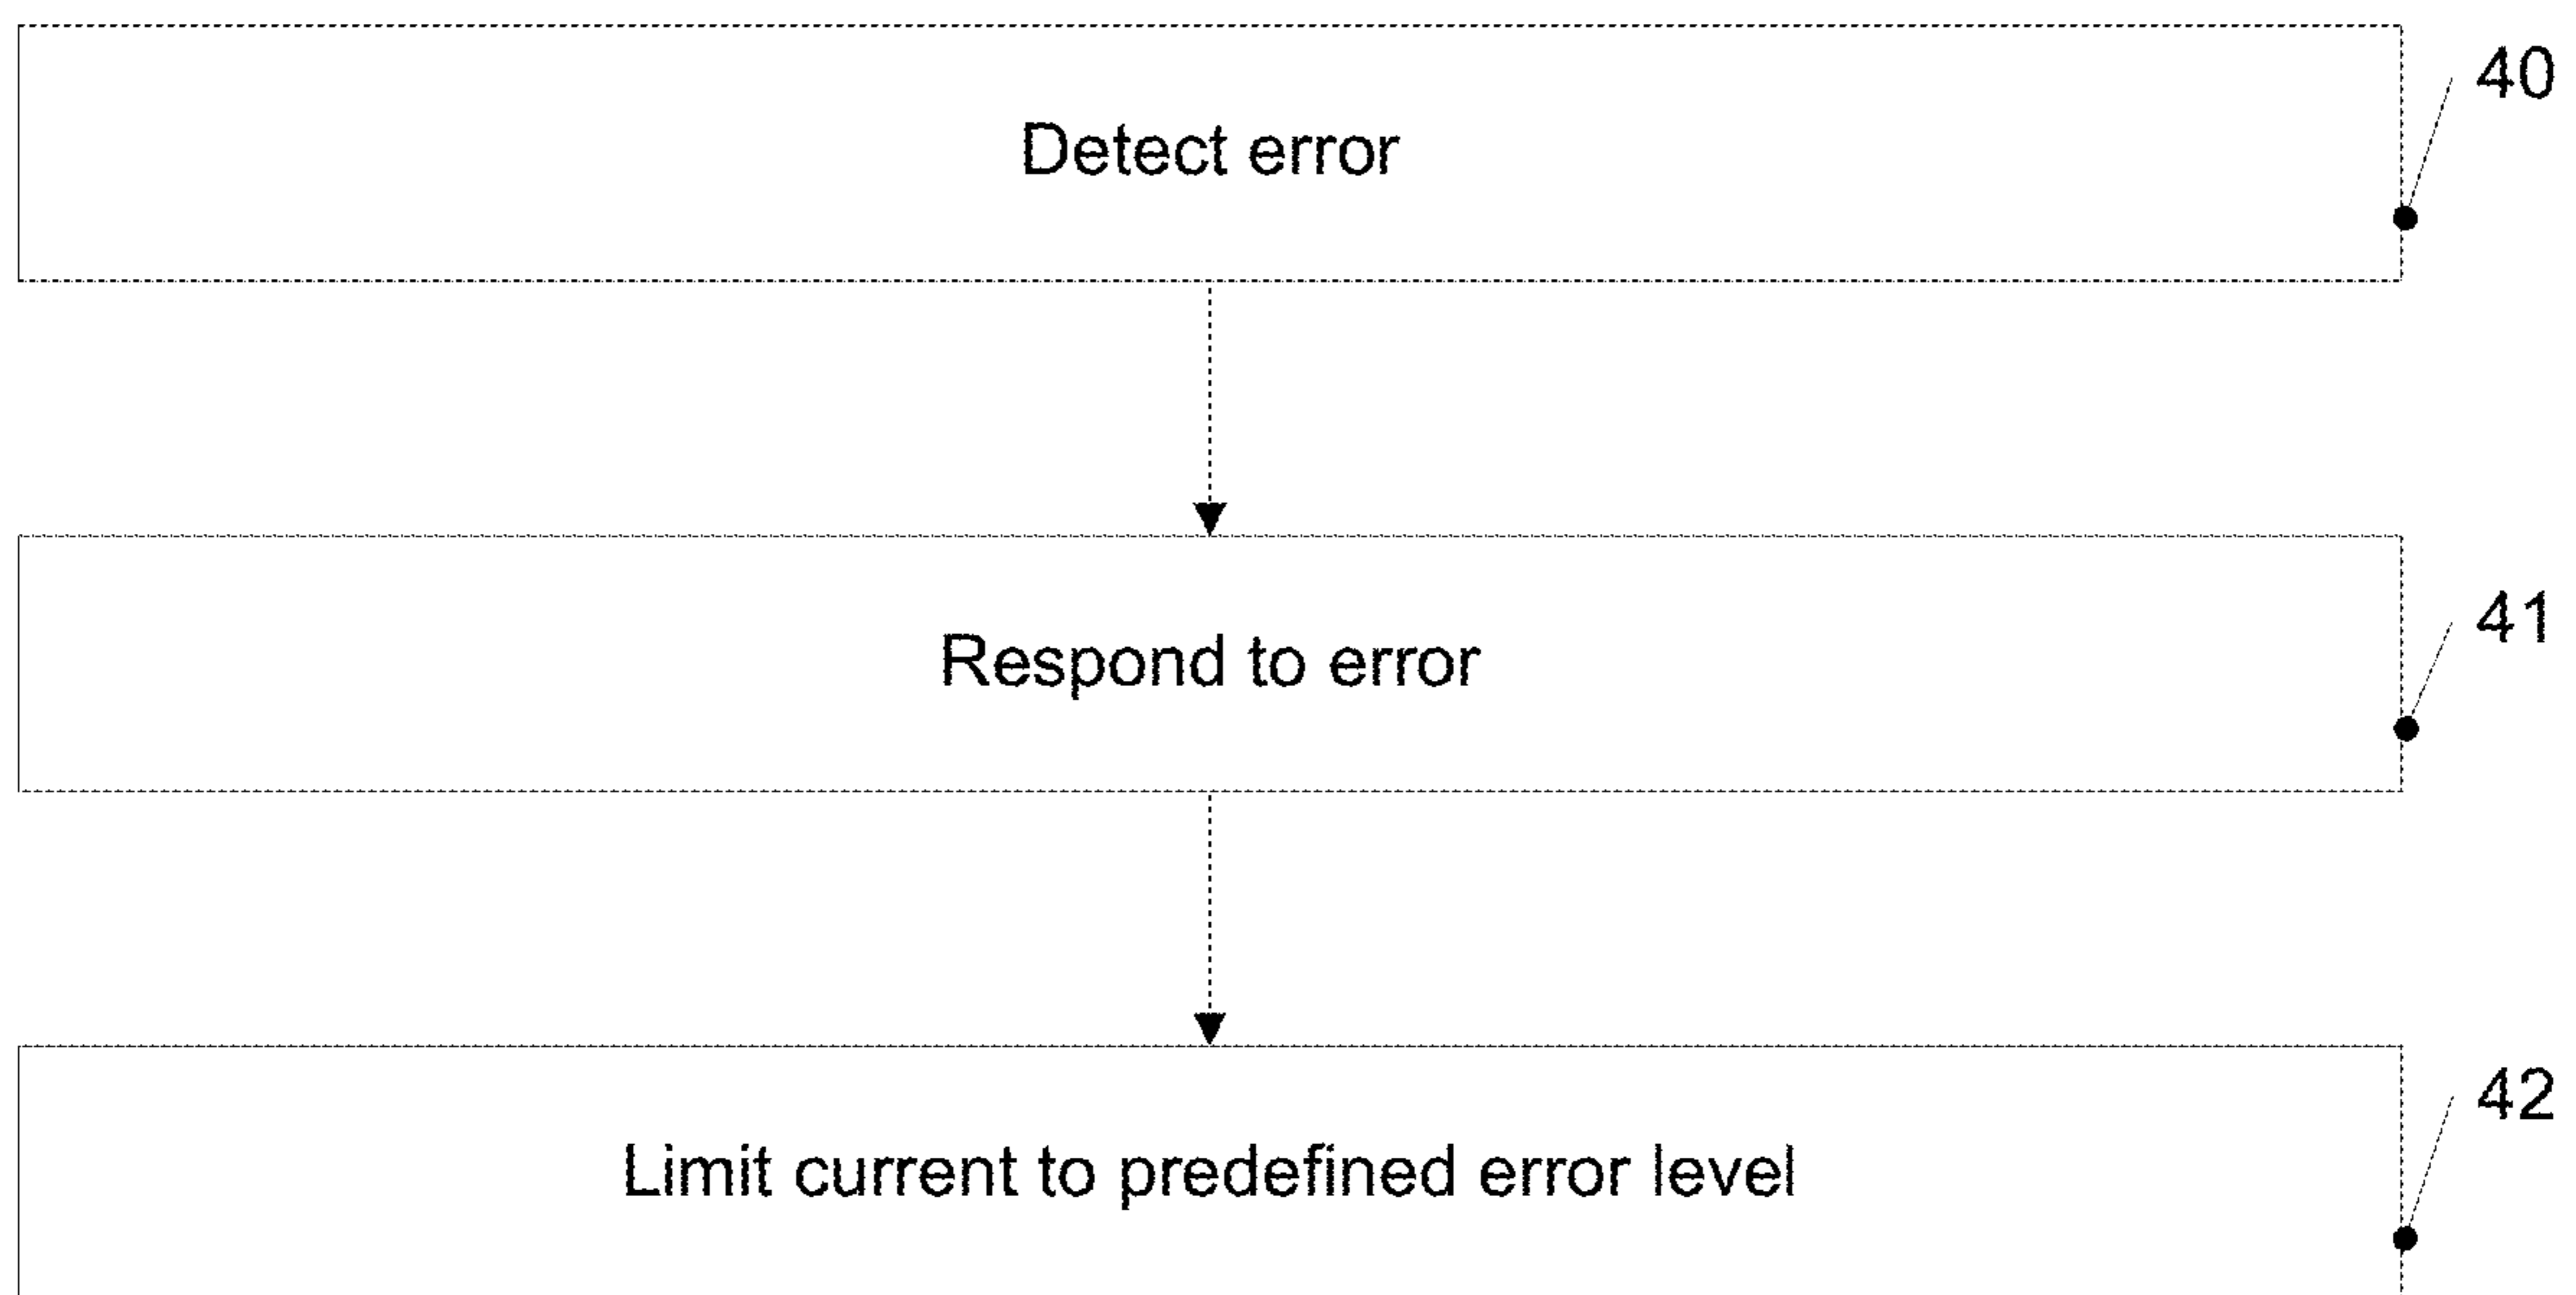 40
Detect error
41
Respond to error
42
Limit current to predefined error level